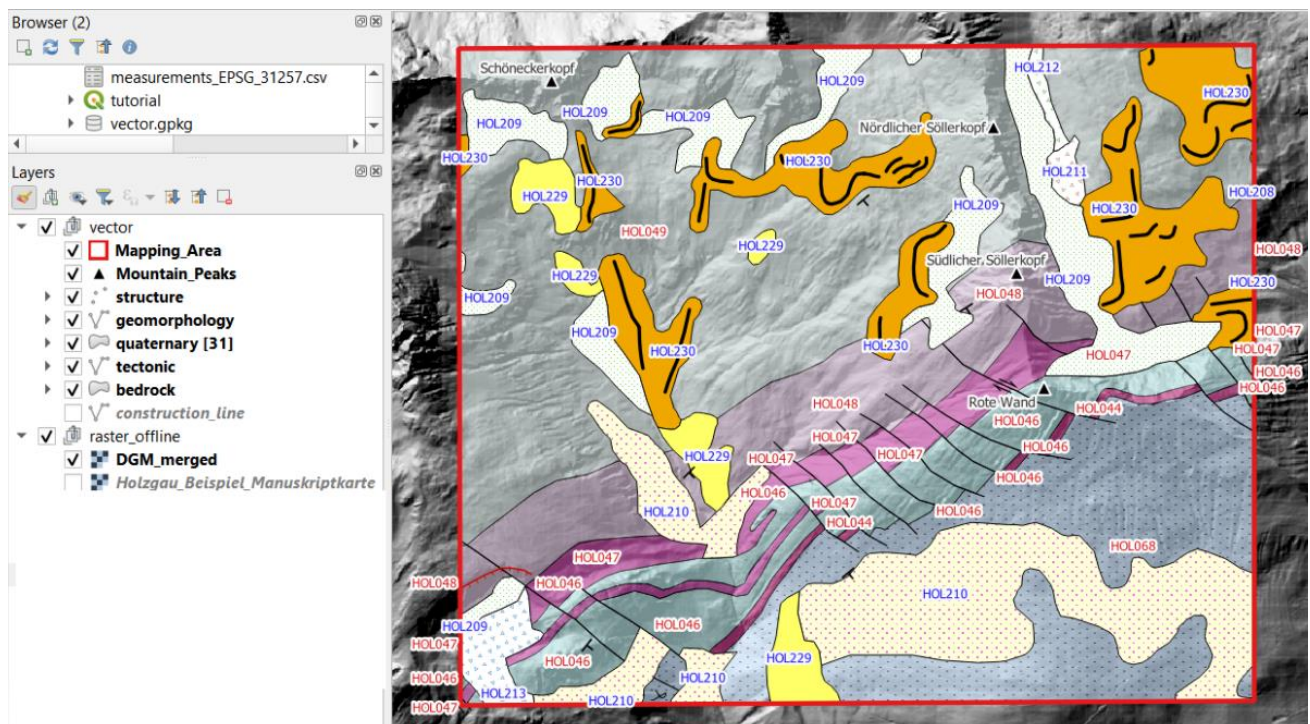 Browser (2)
measurements_EPSG_31257.csv
tutorial
vector.gpkg
Layers
vector
Mapping_Area
Mountain_Peaks
structure
geomorphology
quaternary [31]
tectonic
bedrock
construction_line
raster_offline
DGM_merged
Holzgau_Beispiel_Manuskriptkarte
Schöneckerkopf
HOL209
HOL212
HOL209
HOL230
HOL209
HOL209
Nördlicher Söllerkopf
HOL230
HOL230
HOL211
HOL230
HOL229
HOL208
HOL209
HOL230
HOL049
HOL229
HOL048
HOL229
Südlicher Söllerkopf
HOL209
HOL230
HOL048
HOL209
HOL047
HOL230
HOL230
HOL047
HOL047
HOL046
HOL046
Rote Wand
HOL048
HOL044
HOL046
HOL047
HOL229
HOL047
HOL047
HOL046
HOL046
HOL046
HOL047
HOL210
HOL046
HOL044
HOL068
HOL047
HOL048
HOL046
HOL210
HOL209
HOL046
HOL047
HOL229
HOL046
HOL210
HOL046
HOL213
HOL210
HOL047